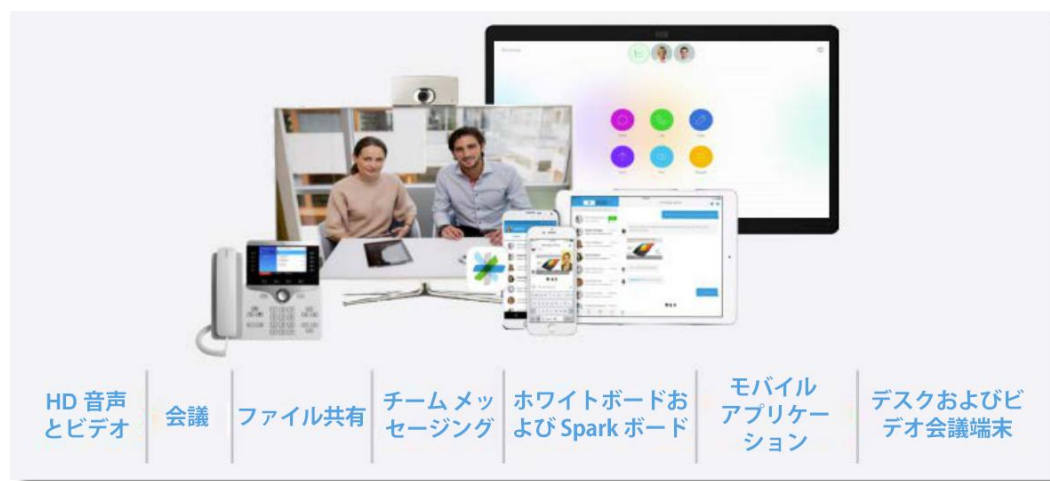 HD 音声
とビデオ
会議
ファイル共有
チーム メッ
セージング
ホワイトボードお
よび Spark ボード
モバイル
アプリケー
ション
デスクおよびビ
デオ会議端末